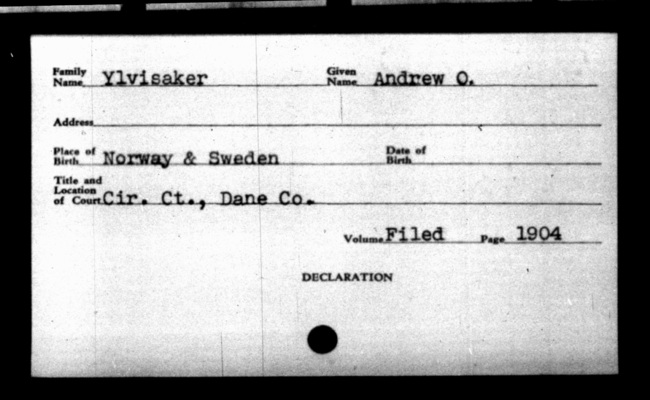 Family Name Ylvisaker Given Name Andrew O.
Address
Place of Birth Norway & Sweden Date of Birth
Title and Location of Court Cir. Ct., Dane Co.
Volume Filed Page 1904
DECLARATION